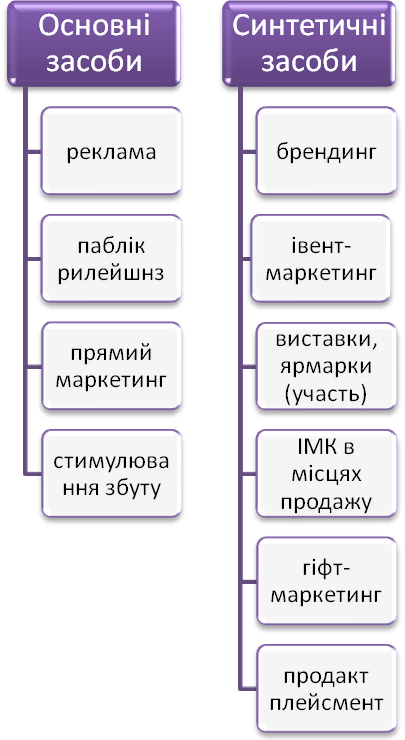 Основні
засоби
реклама
паблік
рилейшнз
прямий
маркетинг
стимулюва
ння збуту
Синтетичні
засоби
брендинг
івент-
маркетинг
виставки,
ярмарки
(участь)
ІМК в
місцях
продажу
гіфт-
маркетинг
продакт
плейсмент